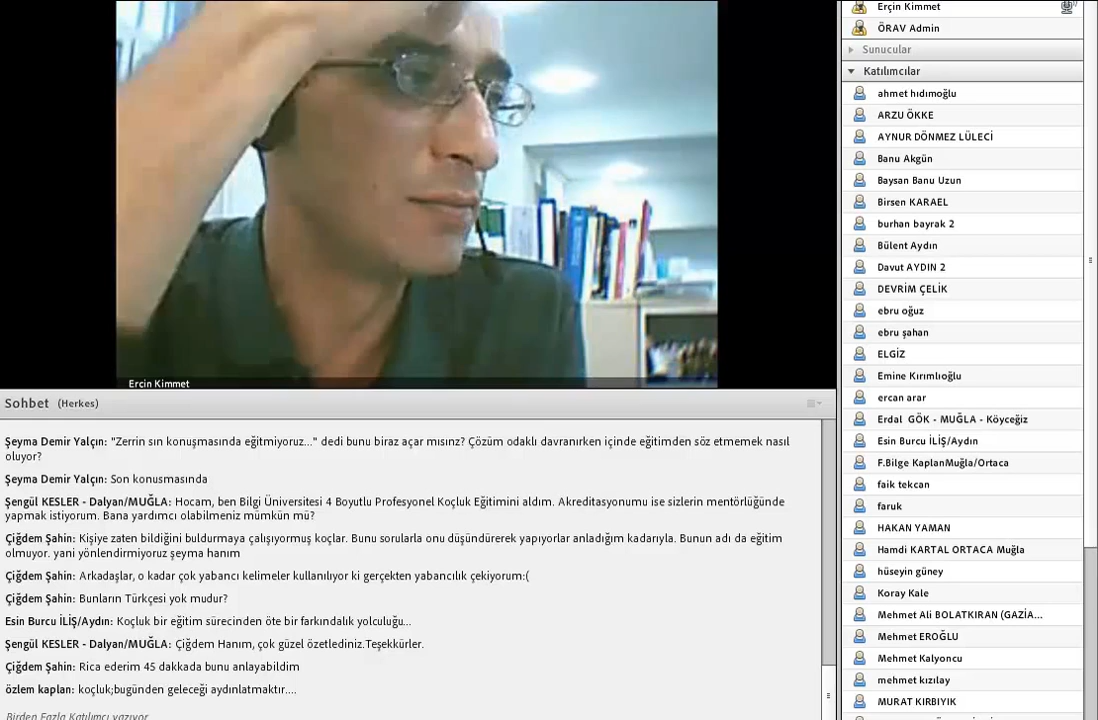 Erçin Kimmet
ÖRAV Admin
Sunucular
Katılımcılar
ahmet hıdımoğlu
ARZU ÖKKE
AYNUR DÖNMEZ LÜLECİ
Banu Akgün
Baysan Banu Uzun
Birsen KARAEL
burhan bayrak 2
Bülent Aydın
Davut AYDIN 2
DEVRİM ÇELİK
ebru oğuz
ebru şahan
ELGİZ
Emine Kırımlıoğlu
ercan arar
Erdal GÖK - MUĞLA - Köyceğiz
Esin Burcu İLİŞ/Aydın
F.Bilge KaplanMuğla/Ortaca
faik tekcan
faruk
HAKAN YAMAN
Hamdi KARTAL ORTACA Muğla
hüseyin güney
Koray Kale
Mehmet Ali BOLATKIRAN (GAZİA...
Mehmet EROĞLU
Mehmet Kalyoncu
mehmet kızılay
MURAT KIRBIYIK
Ercin Kimmet
Sohbet (Herkes)
Şeyma Demir Yalçın: "Zerrin sın konuşmasında eğitmiyoruz..." dedi bunu biraz açar mısınz? Çözüm odaklı davranırken içinde eğitimden söz etmemek nasıl
oluyor?
Şeyma Demir Yalçın: Son konusmasında
Şengül KESLER - Dalyan/MUĞLA: Hocam, ben Bilgi Üniversitesi 4 Boyutlu Profesyonel Koçluk Eğitimini aldım. Akreditasyonumu ise sizlerin mentörlüğünde
yapmak istiyorum. Bana yardımcı olabilmeniz mümkün mü?
Çiğdem Şahin: Kişiye zaten bildiğini buldurmaya çalışıyormuş koçlar. Bunu sorularla onu düşündürerek yapıyorlar anladığım kadarıyla. Bunun adı da eğitim
olmuyor. yani yönlendirmiyoruz şeyma hanım
Çiğdem Şahin: Arkadaşlar, o kadar çok yabancı kelimeler kullanılıyor ki gerçekten yabancılık çekiyorum:(
Çiğdem Şahin: Bunların Türkçesi yok mudur?
Esin Burcu İLİŞ/Aydın: Koçluk bir eğitim sürecinden öte bir farkındalık yolculuğu...
Şengül KESLER - Dalyan/MUĞLA: Çiğdem Hanım, çok güzel özetlediniz.Teşekkürler.
Çiğdem Şahin: Rica ederim 45 dakkada bunu anlayabildim
özlem kaplan: koçluk;bugünden geleceği aydınlatmaktır....
Birden Fazla Katılımcı yazıyor